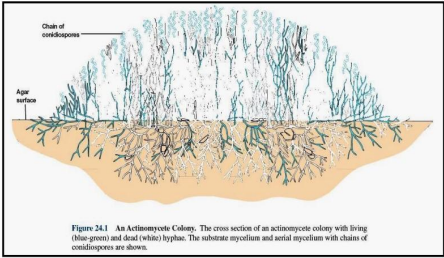 Chain of
conidiospores
Agar
surface
Figure 24.1 An Actinomycete Colony. The cross section of an actinomycete colony with living
(blue-green) and dead (white) hyphae. The substrate mycelium and aerial mycelium with chains of
conidiospores are shown.